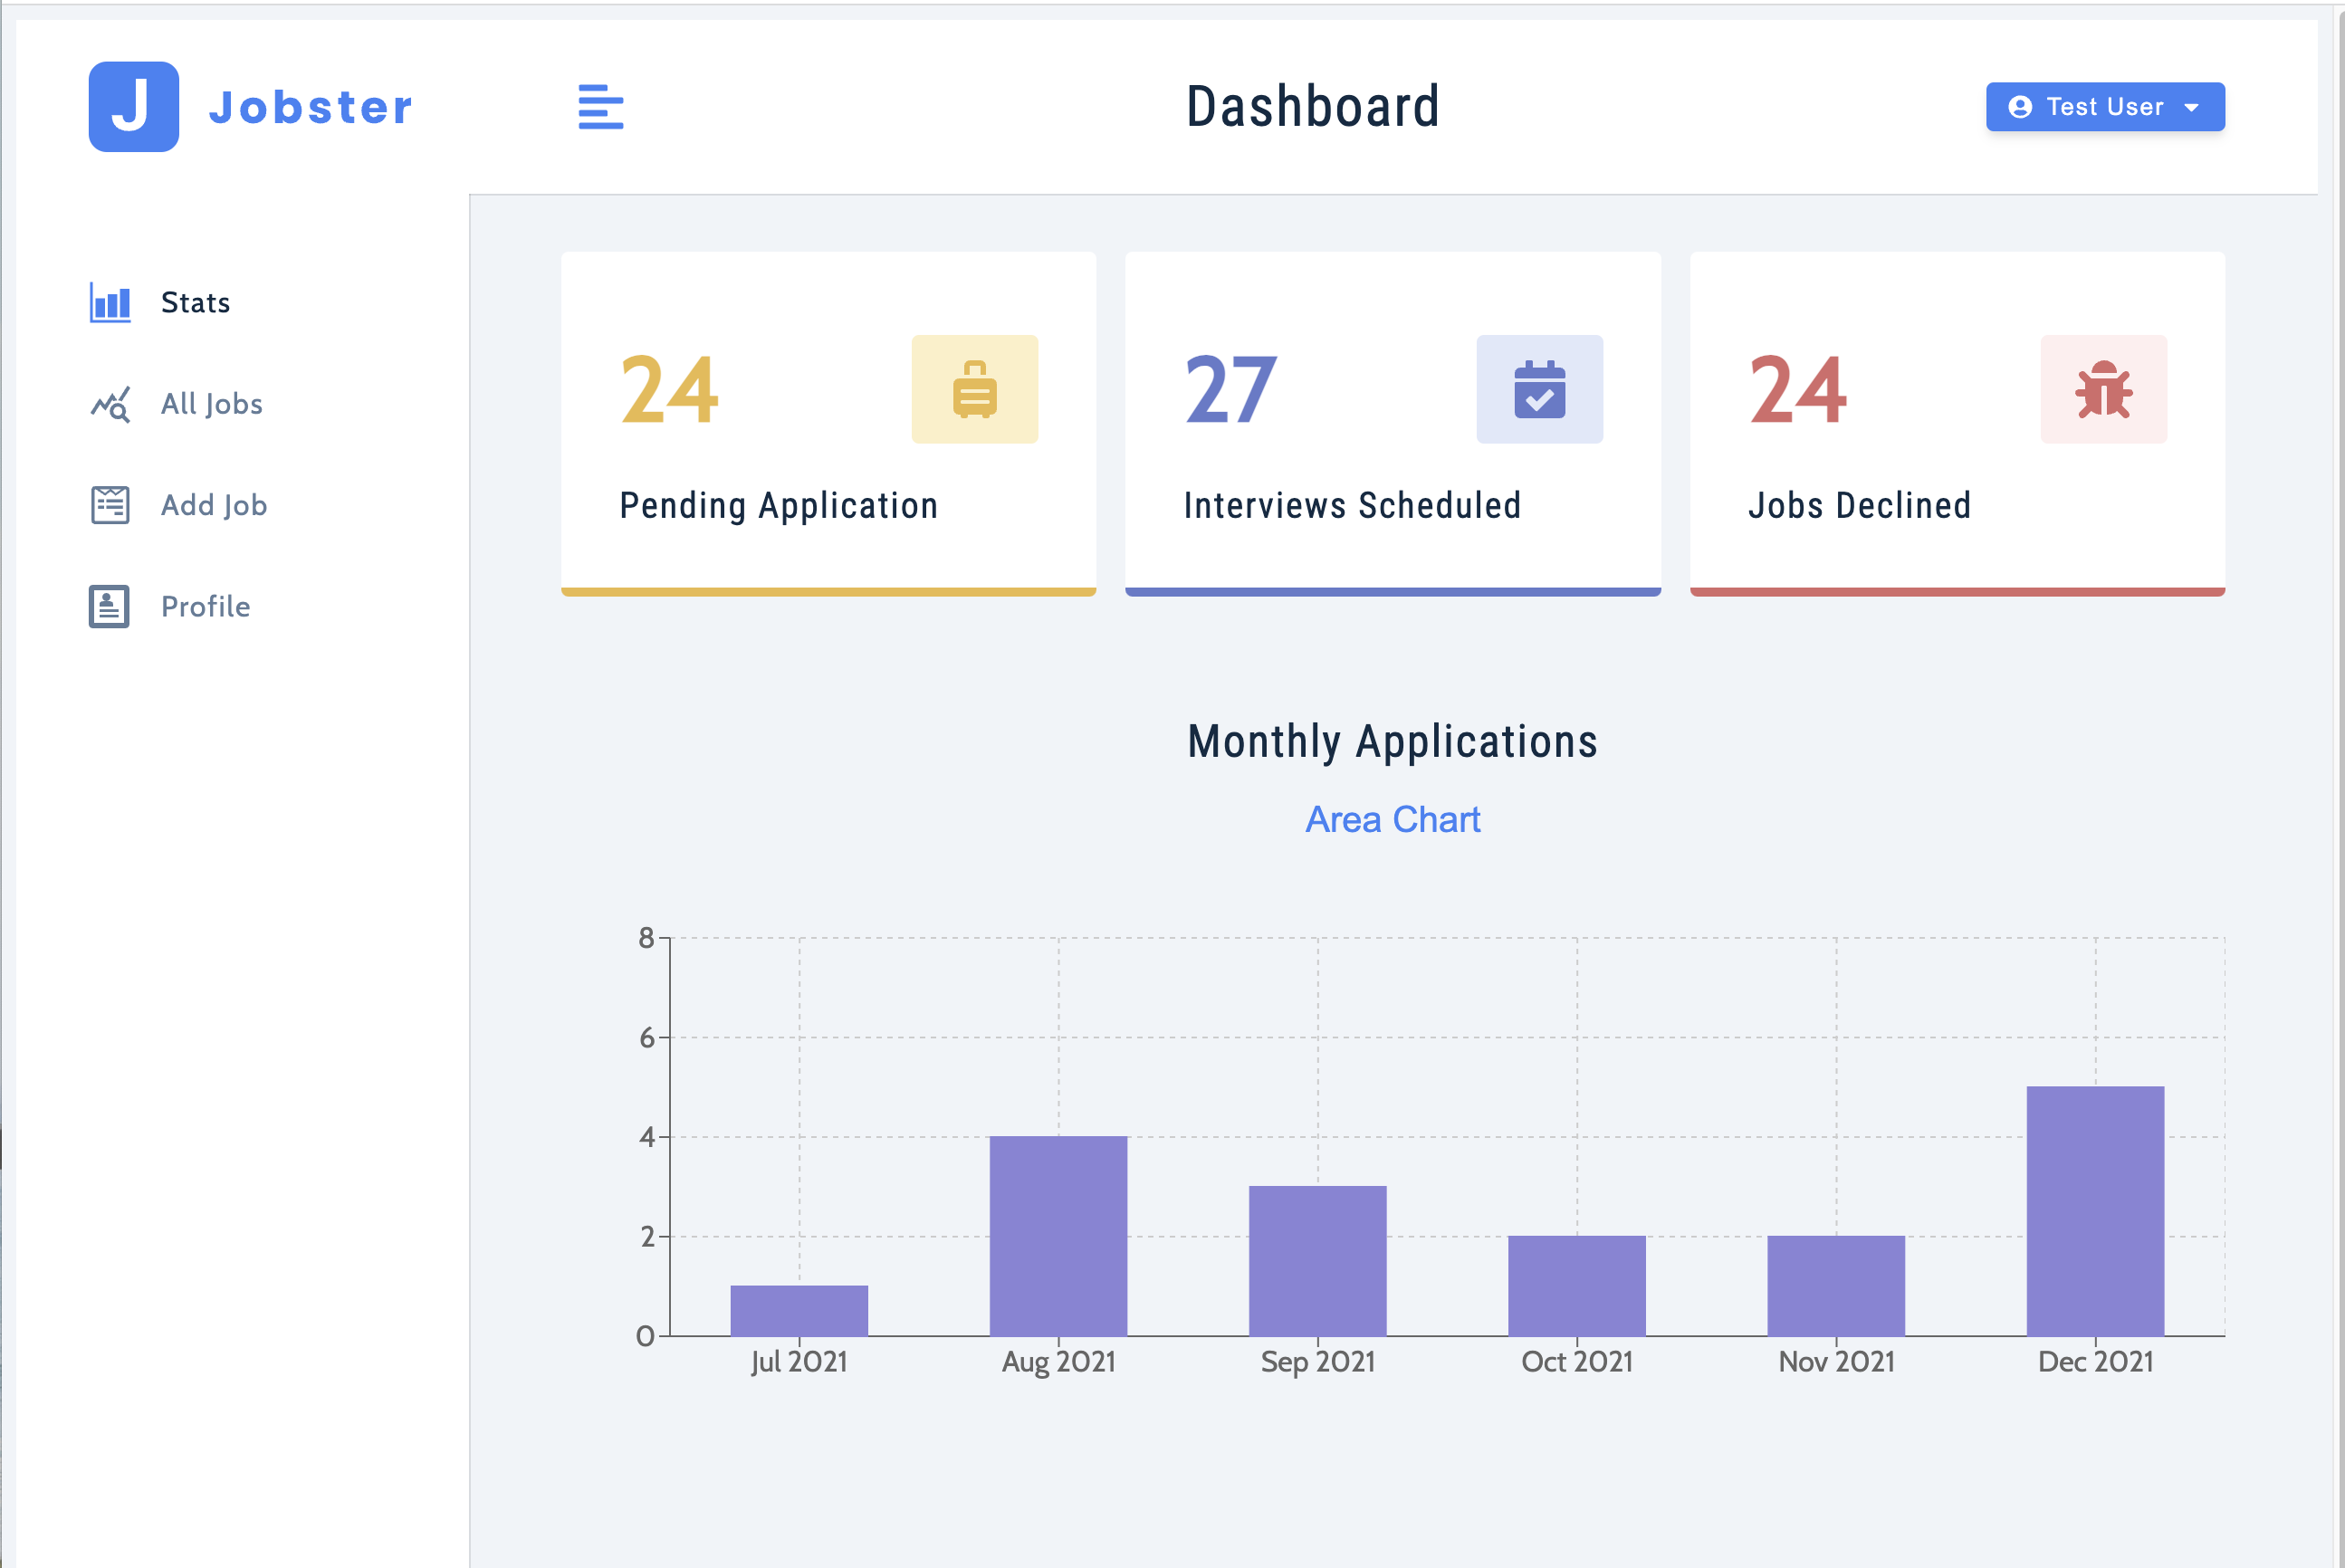 J Jobster
Dashboard
Test User
Stats
All Jobs
Add Job
Profile
24
Pending Application
27
Interviews Scheduled
24
Jobs Declined
Monthly Applications
Area Chart
8
6
4
2
0
Jul 2021 Aug 2021 Sep 2021 Oct 2021 Nov 2021 Dec 2021